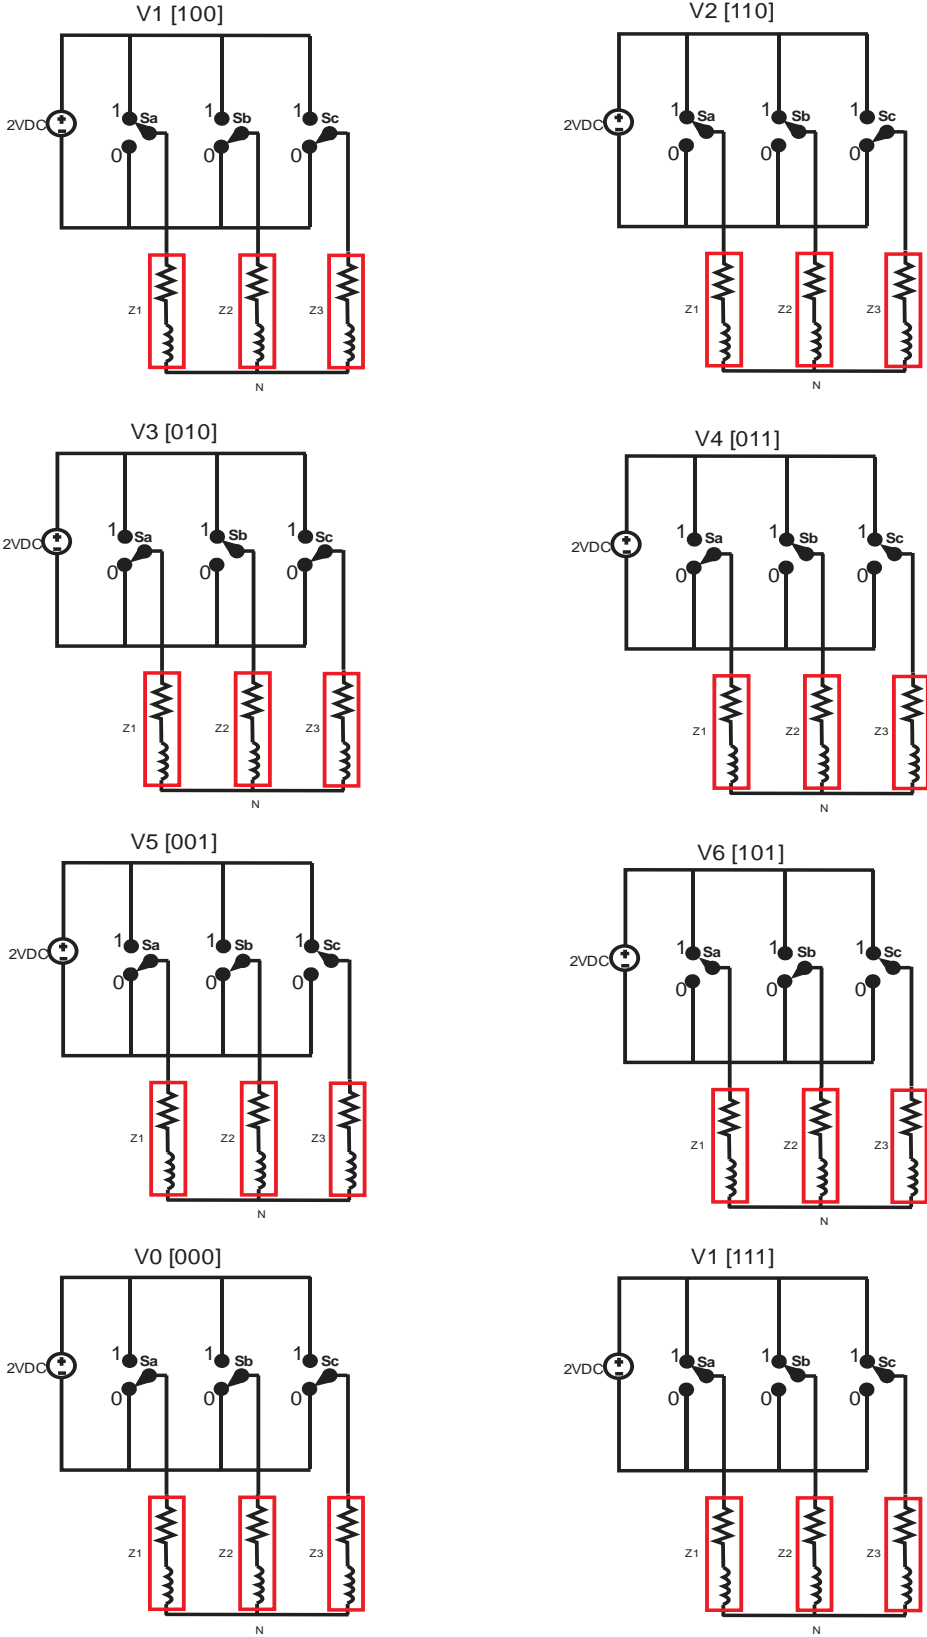 V1 [100]
2VDC
1 Sa 1 Sb 1 Sc
0 0 0
Z1 Z2 Z3
N
V2 [110]
2VDC
1 Sa 1 Sb 1 Sc
0 0 0
Z1 Z2 Z3
N
V3 [010]
2VDC
1 Sa 1 Sb 1 Sc
0 0 0
Z1 Z2 Z3
N
V4 [011]
2VDC
1 Sa 1 Sb 1 Sc
0 0 0
Z1 Z2 Z3
N
V5 [001]
2VDC
1 Sa 1 Sb 1 Sc
0 0 0
Z1 Z2 Z3
N
V6 [101]
2VDC
1 Sa 1 Sb 1 Sc
0 0 0
Z1 Z2 Z3
N
V0 [000]
2VDC
1 Sa 1 Sb 1 Sc
0 0 0
Z1 Z2 Z3
N
V1 [111]
2VDC
1 Sa 1 Sb 1 Sc
0 0 0
Z1 Z2 Z3
N